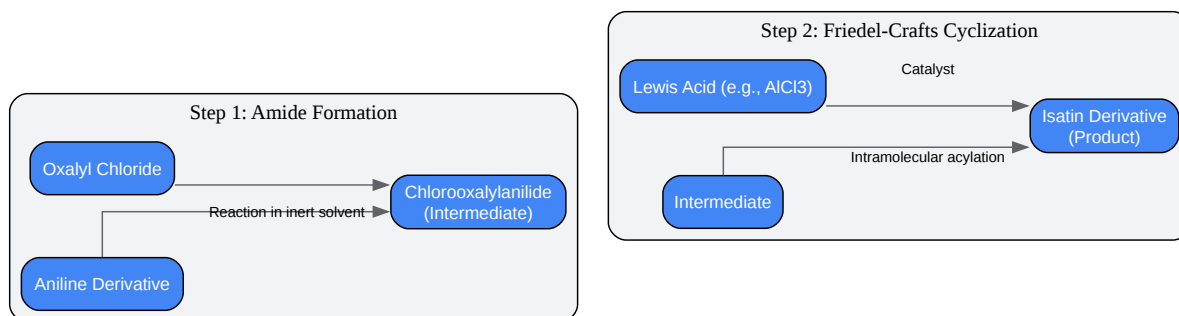 Step 1: Amide Formation
Oxalyl Chloride
Chlorooxalylanilide
(Intermediate)
Reaction in inert solvent
Aniline Derivative
Step 2: Friedel-Crafts Cyclization
Catalyst
Lewis Acid (e.g., AlCl3)
Isatin Derivative
(Product)
Intramolecular acylation
Intermediate